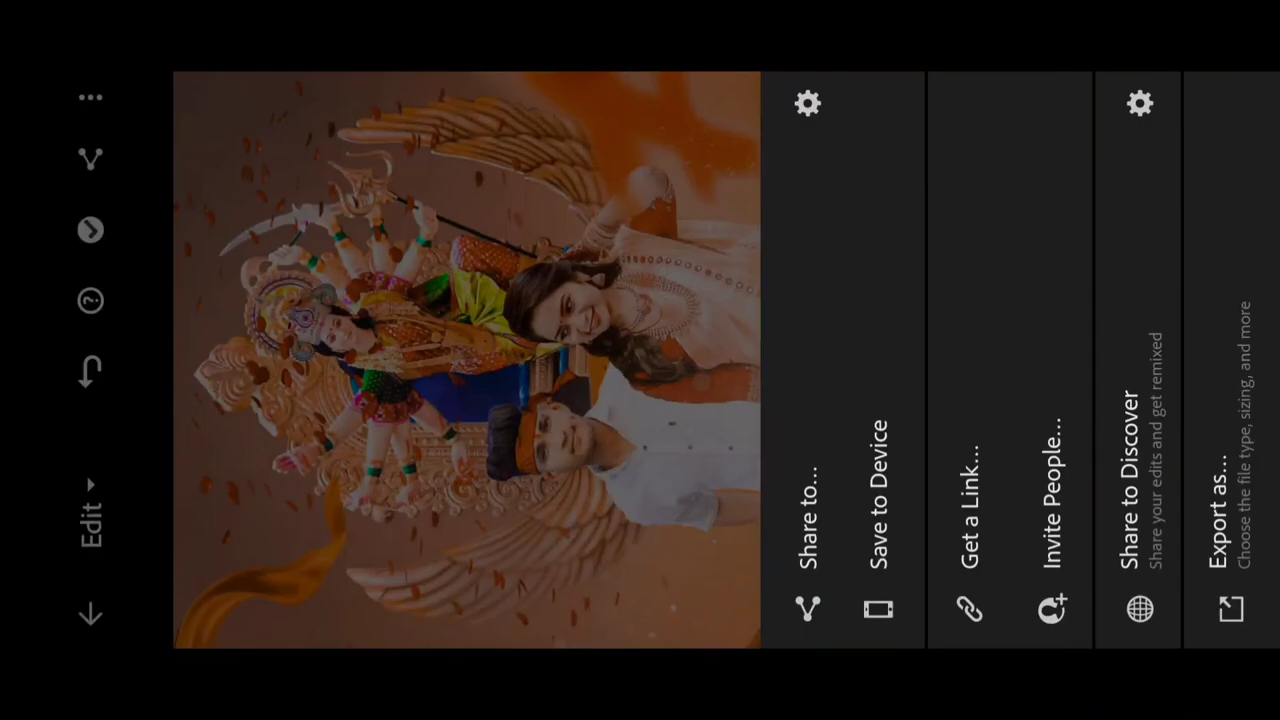 Edit
Share to...
Save to Device
Get a Link...
Invite People...
Share to Discover
Share your edits and get remixed
Export as...
Choose the file type, sizing, and more